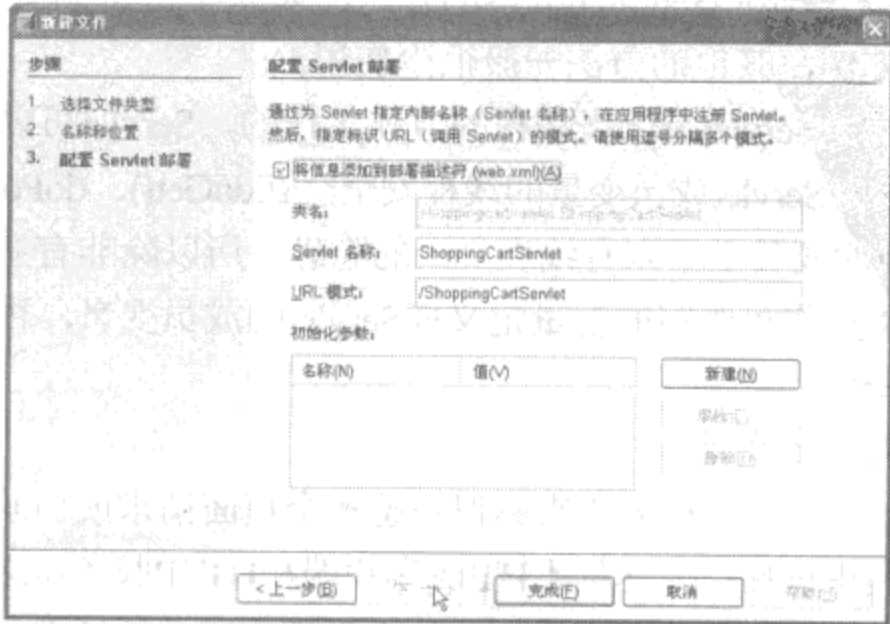 新建文件
步骤
1. 选择文件类型
2. 名称和位置
3. 配置 Servlet 部署
配置 Servlet 部署
通过为 Servlet 指定内部名称（Servlet 名称），在应用程序中注册 Servlet。
然后，指定标识 URL（调用 Servlet）的模式。请使用逗号分隔多个模式。
将信息添加到部署描述符 (web.xml)(A)
类名：
Servlet 名称： ShoppingCartServlet
URL 模式： /ShoppingCartServlet
初始化参数：
名称(N) 值(V)
新建(N)
< 上一步(B) 完成(F) 取消